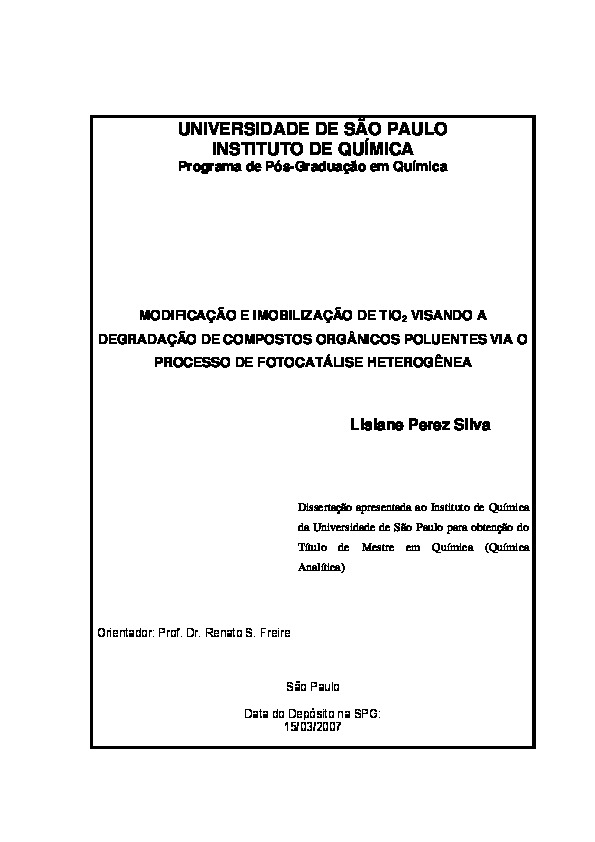 UNIVERSIDADE DE SÃO PAULO
INSTITUTO DE QUÍMICA
Programa de Pós-Graduação em Química
MODIFICAÇÃO E IMOBILIZAÇÃO DE TIO₂ VISANDO A
DEGRADAÇÃO DE COMPOSTOS ORGÂNICOS POLUENTES VIA O
PROCESSO DE FOTOCATÁLISE HETEROGÊNEA
Lisiane Perez Silva
Dissertação apresentada ao Instituto de Química
da Universidade de São Paulo para obtenção do
Título de Mestre em Química (Química
Analítica)
Orientador: Prof. Dr. Renato S. Freire
São Paulo
Data do Depósito na SPG:
15/03/2007